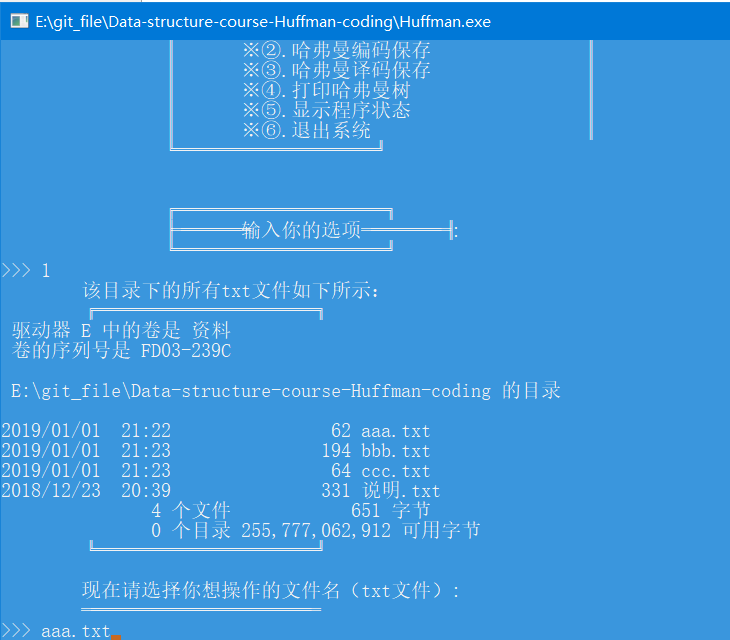 E:\git_file\Data-structure-course-Huffman-coding\Huffman.exe
※②.哈弗曼编码保存
※③.哈弗曼译码保存
※④.打印哈弗曼树
※⑤.显示程序状态
※⑥.退出系统
输入你的选项:
>>> 1
该目录下的所有txt文件如下所示:
驱动器 E 中的卷是 资料
卷的序列号是 FD03-239C
E:\git_file\Data-structure-course-Huffman-coding 的目录
2019/01/01  21:22                62 aaa.txt
2019/01/01  21:23               194 bbb.txt
2019/01/01  21:23                64 ccc.txt
2018/12/23  20:39               331 说明.txt
4 个文件            651 字节
0 个目录 255,777,062,912 可用字节
现在请选择你想操作的文件名（txt文件）:
>>> aaa.txt